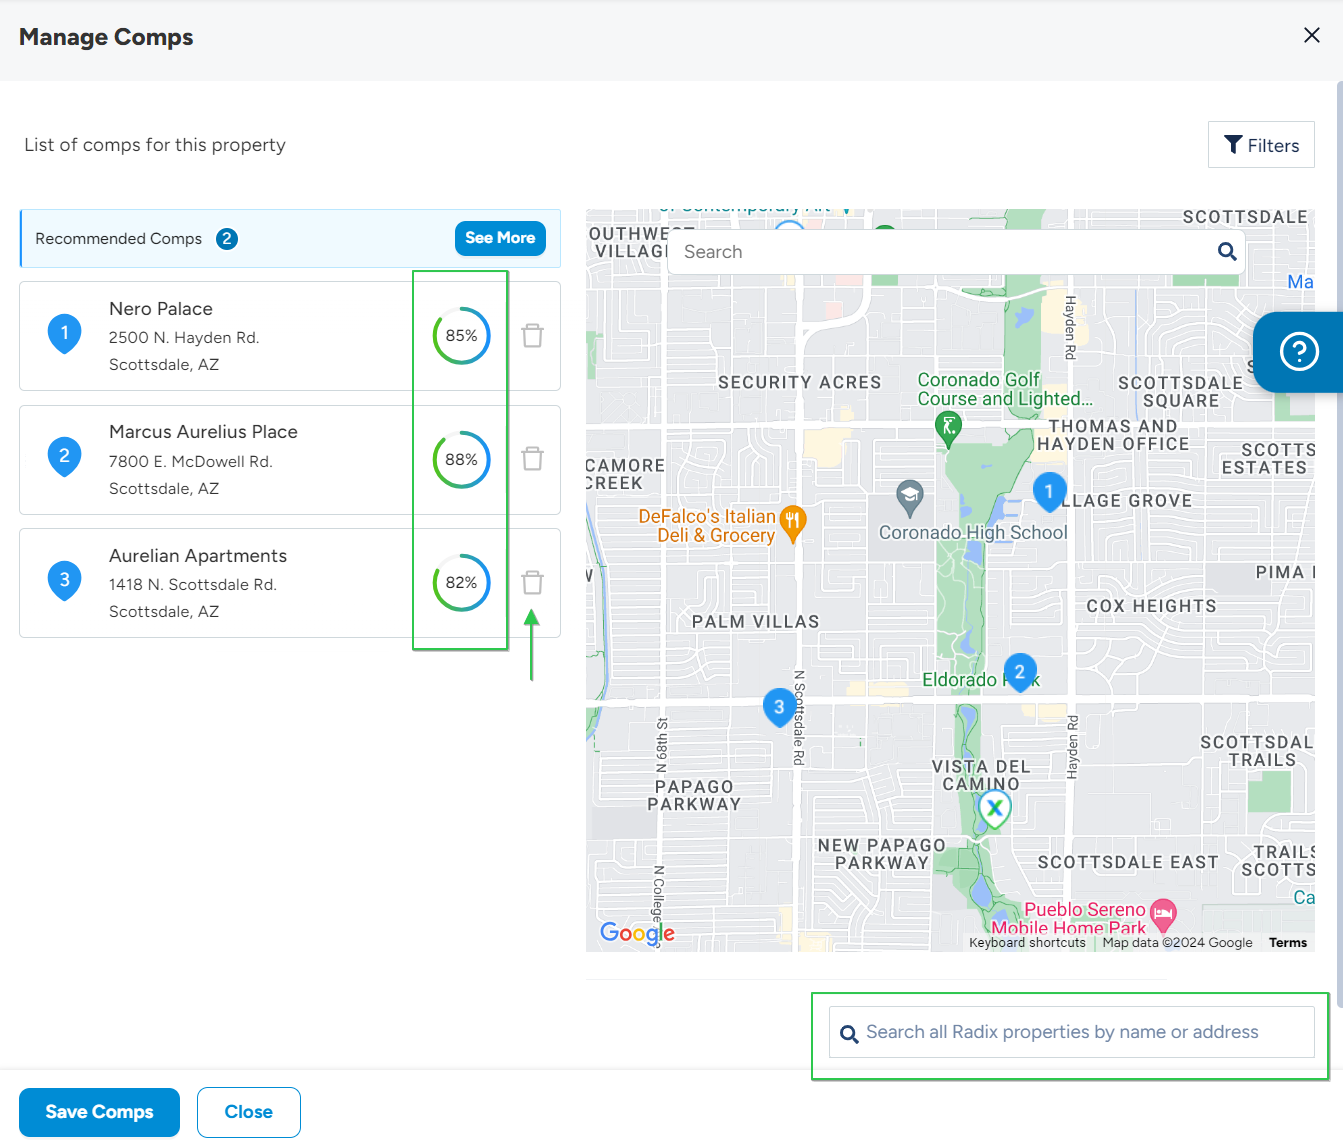 Manage Comps
List of comps for this property
Filters
Recommended Comps 2
See More
1
Nero Palace
2500 N. Hayden Rd.
Scottsdale, AZ
85%
2
Marcus Aurelius Place
7800 E. McDowell Rd.
Scottsdale, AZ
88%
3
Aurelian Apartments
1418 N. Scottsdale Rd.
Scottsdale, AZ
82%
SCOTTSDALE
OUTHWEST
VILLAG
Search
Ma
Hayden Rd
?
SECURITY ACRES
Coronado Golf
Course and Lighted...
SCOTTSDALE
SQUARE
THOMAS AND
HAYDEN OFFICE
SCOTTS
ESTATES
CAMORE
CREEK
1
LLAGE GROVE
DeFalco's Italian
Deli & Grocery
Coronado High School
PIMA
COX HEIGHTS
PALM VILLAS
Eldorado
2
3
N Scottsdale Rd
N 68th St
Hayden Rd
SCOTTSDAL
TRAILS
VISTA DEL
CAMINO
PAPAGO
PARKWAY
X
NEW PAPAGO
PARKWAY
SCOTTSDALE EAST
TRAILS
SCOTTS
N College
Ca
Pueblo Sereno
Mobile Home Park
Google
Keyboard shortcuts
Map data ©2024 Google
Terms
Search all Radix properties by name or address
Save Comps
Close